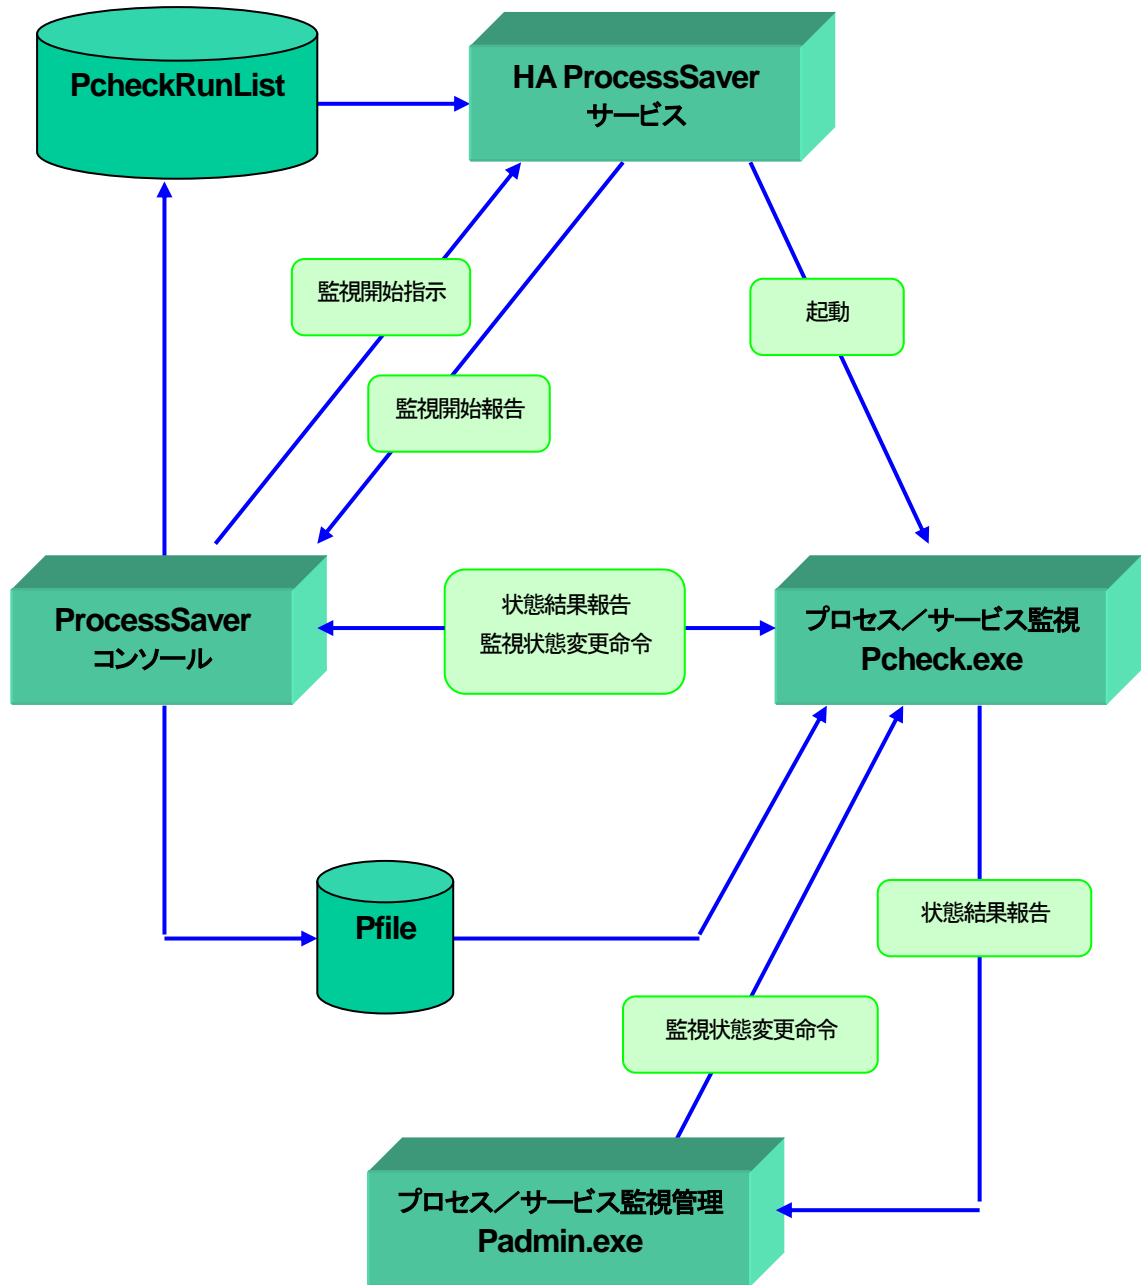 PcheckRunList
HA ProcessSaver
サービス
監視開始指示
起動
監視開始報告
ProcessSaver
コンソール
状態結果報告
監視状態変更命令
プロセス／サービス監視
Pcheck.exe
Pfile
状態結果報告
監視状態変更命令
プロセス／サービス監視管理
Padmin.exe